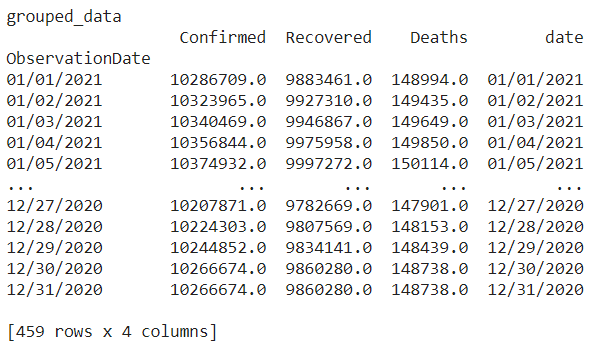 grouped_data
Confirmed Recovered Deaths date
ObservationDate
01/01/2021 10286709.0 9883461.0 148994.0 01/01/2021
01/02/2021 10323965.0 9927310.0 149435.0 01/02/2021
01/03/2021 10340469.0 9946867.0 149649.0 01/03/2021
01/04/2021 10356844.0 9975958.0 149850.0 01/04/2021
01/05/2021 10374932.0 9997272.0 150114.0 01/05/2021
... ... ... ... ...
12/27/2020 10207871.0 9782669.0 147901.0 12/27/2020
12/28/2020 10224303.0 9807569.0 148153.0 12/28/2020
12/29/2020 10244852.0 9834141.0 148439.0 12/29/2020
12/30/2020 10266674.0 9860280.0 148738.0 12/30/2020
12/31/2020 10266674.0 9860280.0 148738.0 12/31/2020
[459 rows x 4 columns]